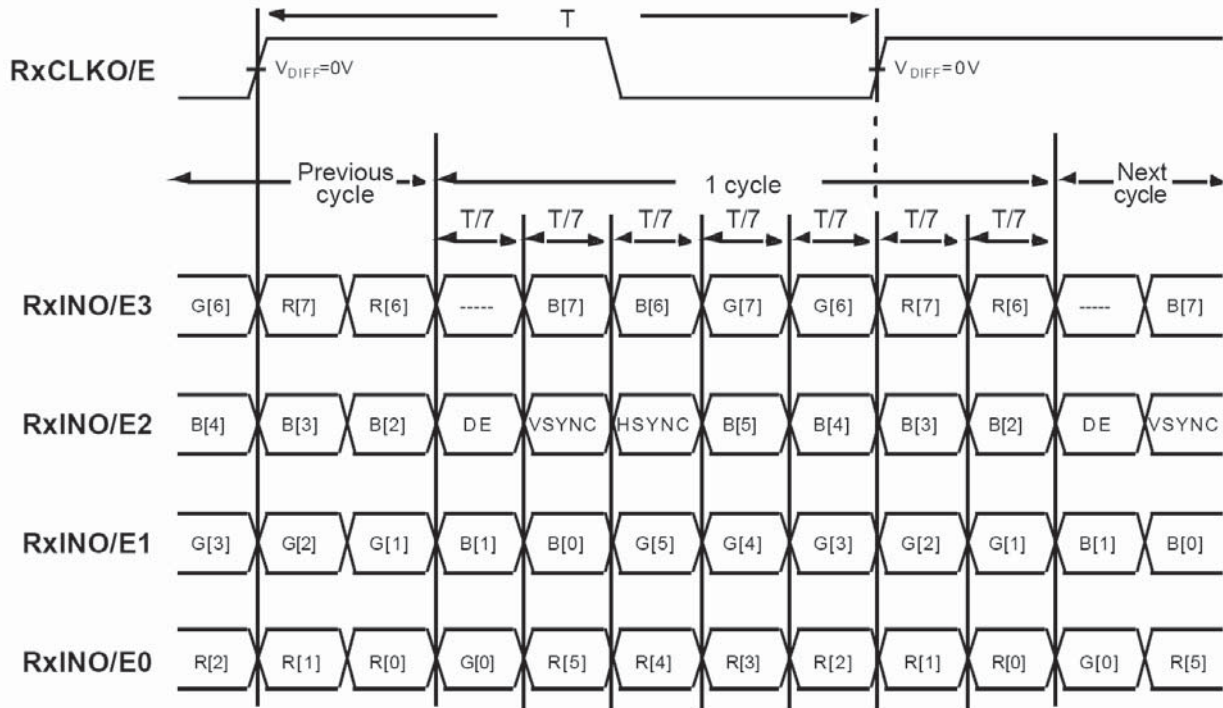 T
RxCLKO/E
VDIFF=0V
VDIFF=0V
Previous cycle
1 cycle
Next cycle
T/7 T/7 T/7 T/7 T/7 T/7 T/7
RxINO/E3 G[6] R[7] R[6] ----- B[7] B[6] G[7] G[6] R[7] R[6] ----- B[7]
RxINO/E2 B[4] B[3] B[2] DE VSYNC HSYNC B[5] B[4] B[3] B[2] DE VSYNC
RxINO/E1 G[3] G[2] G[1] B[1] B[0] G[5] G[4] G[3] G[2] G[1] B[1] B[0]
RxINO/E0 R[2] R[1] R[0] G[0] R[5] R[4] R[3] R[2] R[1] R[0] G[0] R[5]